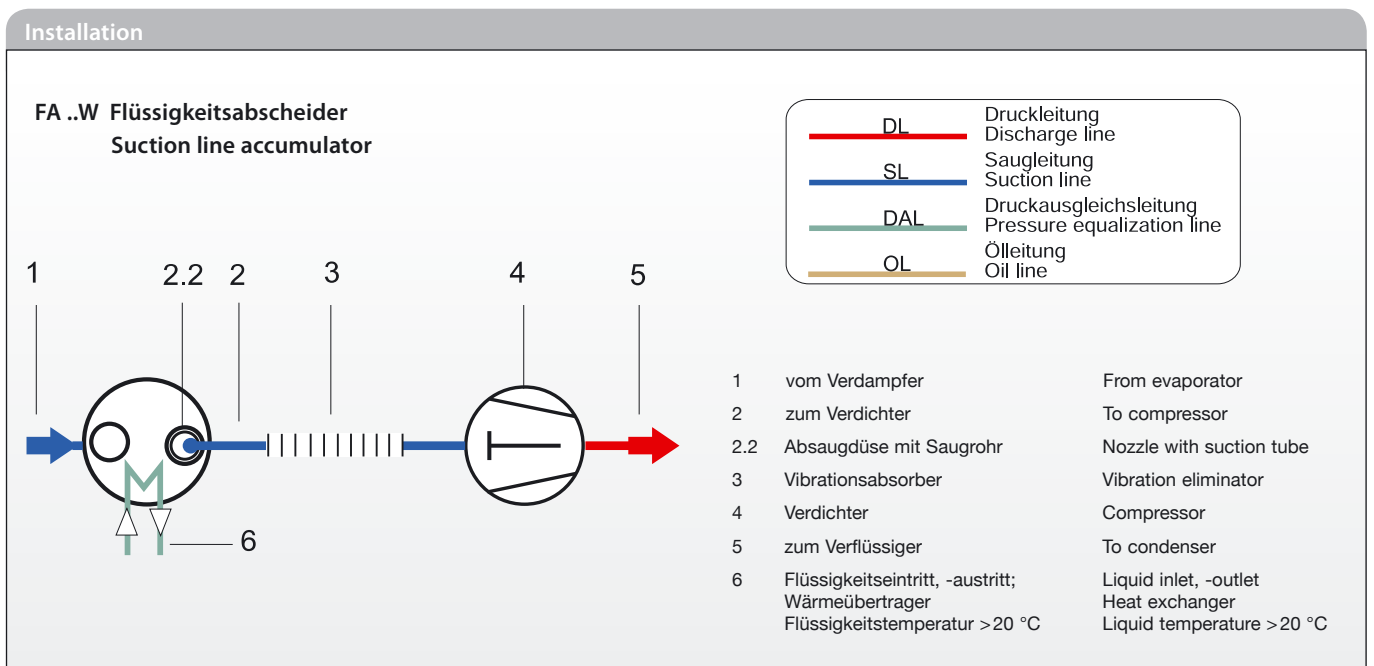 Installation
FA ..W Flüssigkeitsabscheider
Suction line accumulator
DL Druckleitung
Discharge line
SL Saugleitung
Suction line
DAL Druckausgleichsleitung
Pressure equalization line
OL Ölleitung
Oil line
1 2.2 2 3 4 5
6
1 vom Verdampfer From evaporator
2 zum Verdichter To compressor
2.2 Absaugdüse mit Saugrohr Nozzle with suction tube
3 Vibrationsabsorber Vibration eliminator
4 Verdichter Compressor
5 zum Verflüssiger To condenser
6 Flüssigkeitseintritt, -austritt; Liquid inlet, -outlet
Wärmeübertrager Heat exchanger
Flüssigkeitstemperatur >20 °C Liquid temperature >20 °C